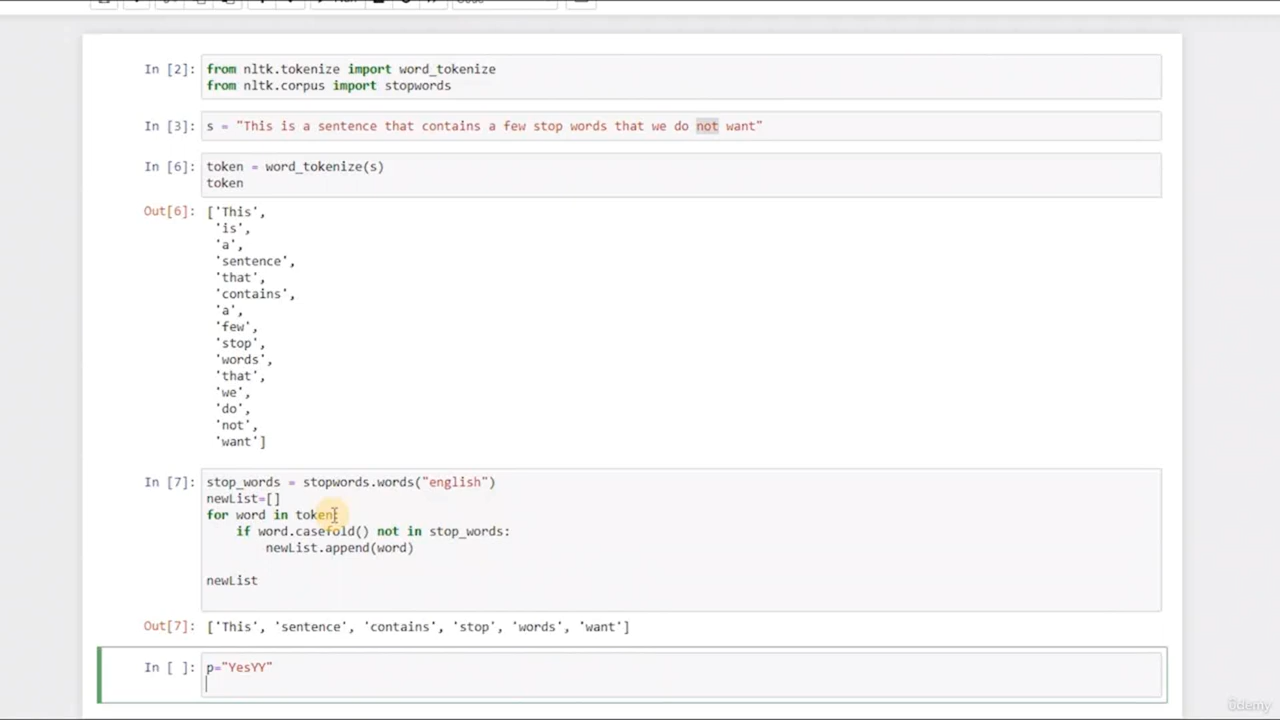 In [2]: from nltk.tokenize import word_tokenize
from nltk.corpus import stopwords
In [3]: s = "This is a sentence that contains a few stop words that we do not want"
In [6]: token = word_tokenize(s)
token
Out[6]: ['This',
'is',
'a',
'sentence',
'that',
'contains',
'a',
'few',
'stop',
'words',
'that',
'we',
'do',
'not',
'want']
In [7]: stop_words = stopwords.words("english")
newList=[]
for word in token:
if word.casefold() not in stop_words:
newList.append(word)
newList
Out[7]: ['This', 'sentence', 'contains', 'stop', 'words', 'want']
In [ ]: p="YesYY"
ûdemy